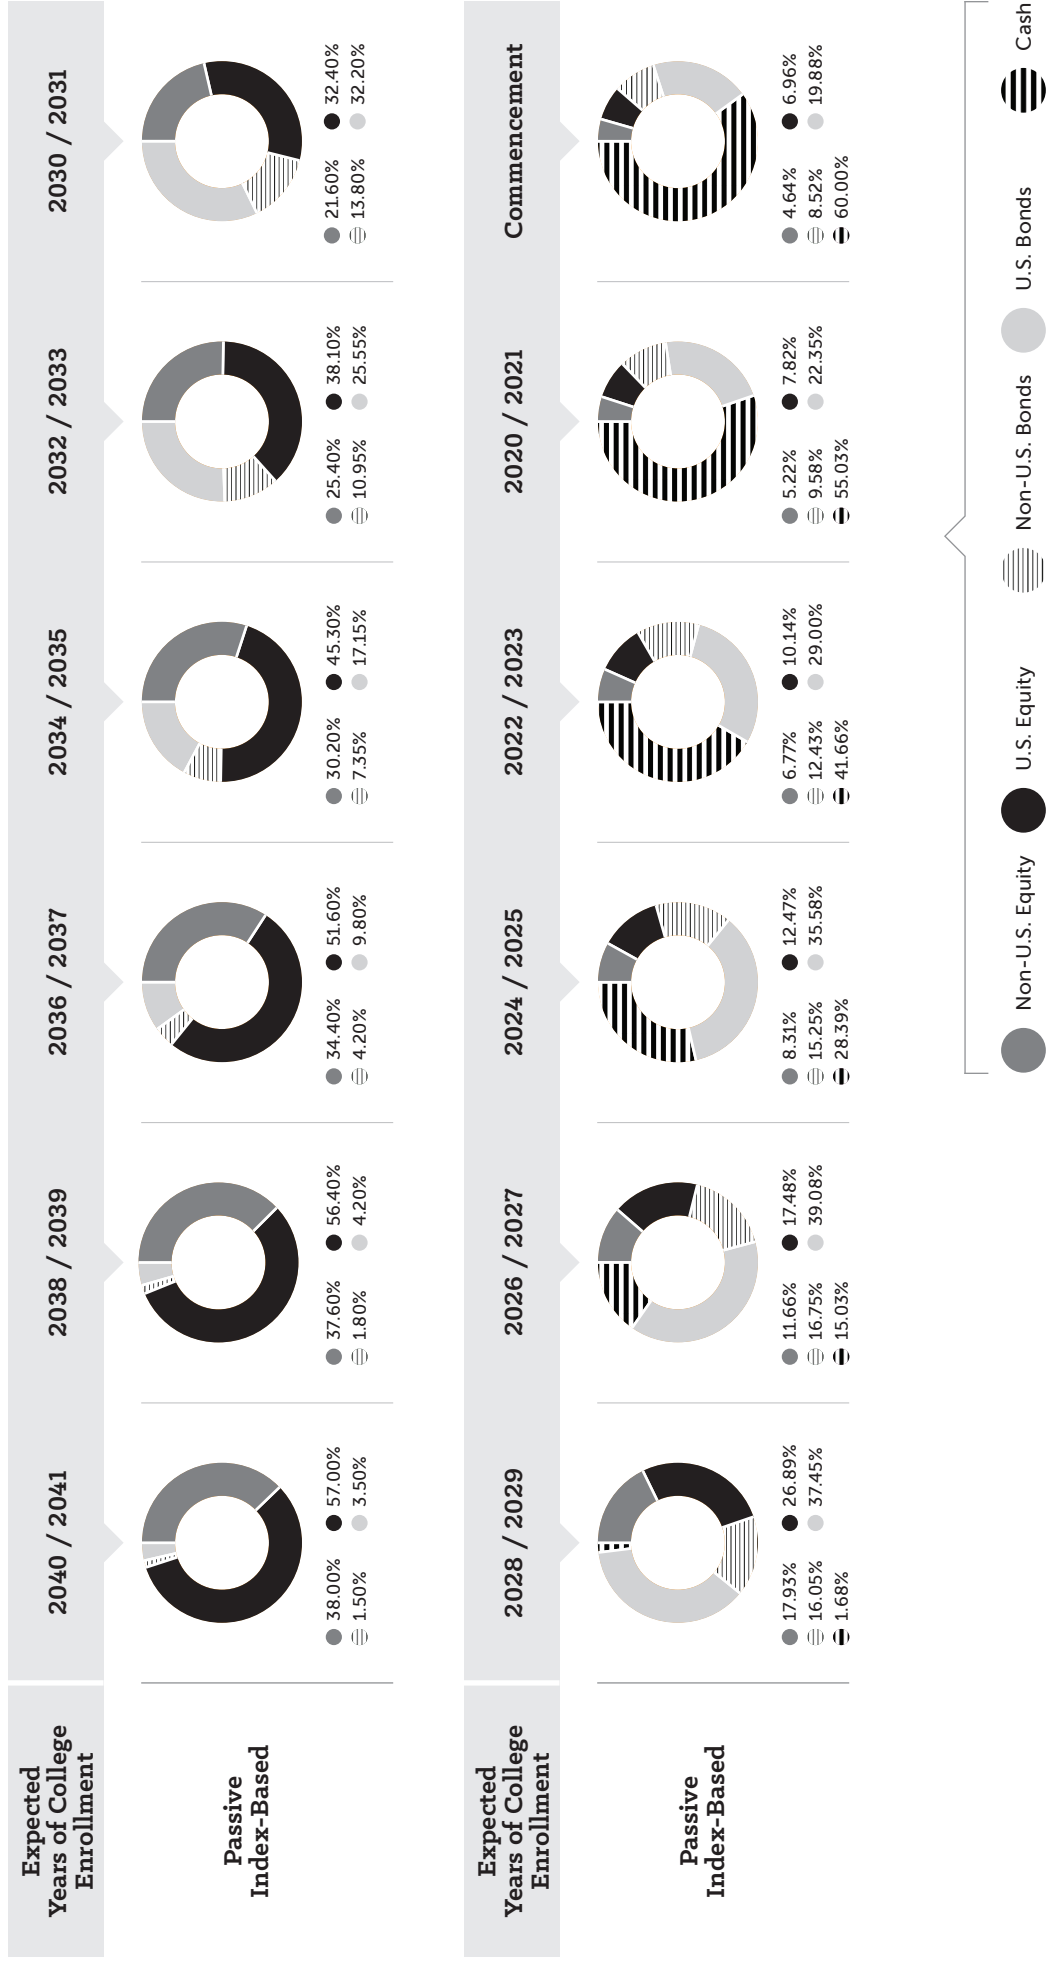 Expected
Years of College
Enrollment
2040 / 2041
2038 / 2039
2036 / 2037
2034 / 2035
2032 / 2033
2030 / 2031
Passive
Index-Based
38.00% 57.00%
1.50% 3.50%
37.60% 56.40%
1.80% 4.20%
34.40% 51.60%
4.20% 9.80%
30.20% 45.30%
7.35% 17.15%
25.40% 38.10%
10.95% 25.55%
21.60% 32.40%
13.80% 32.20%
Expected
Years of College
Enrollment
2028 / 2029
2026 / 2027
2024 / 2025
2022 / 2023
2020 / 2021
Commencement
Passive
Index-Based
17.93% 26.89%
16.05% 37.45%
1.68%
11.66% 17.48%
16.75% 39.08%
15.03%
8.31% 12.47%
15.25% 35.58%
28.39%
6.77% 10.14%
12.43% 29.00%
41.66%
5.22% 7.82%
9.58% 22.35%
55.03%
4.64% 6.96%
8.52% 19.88%
60.00%
Non-U.S. Equity
U.S. Equity
Non-U.S. Bonds
U.S. Bonds
Cash